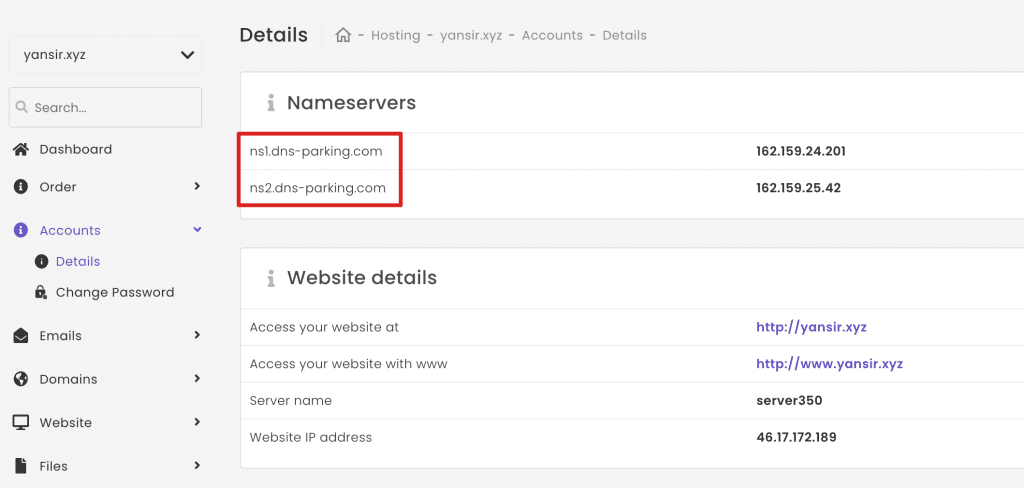 yansir.xyz
Search...
Dashboard
Order
Accounts
Details
Change Password
Emails
Domains
Website
Files
Details
- Hosting - yansir.xyz - Accounts - Details
Nameservers
ns1.dns-parking.com 162.159.24.201
ns2.dns-parking.com 162.159.25.42
Website details
Access your website at http://yansir.xyz
Access your website with www http://www.yansir.xyz
Server name server350
Website IP address 46.17.172.189